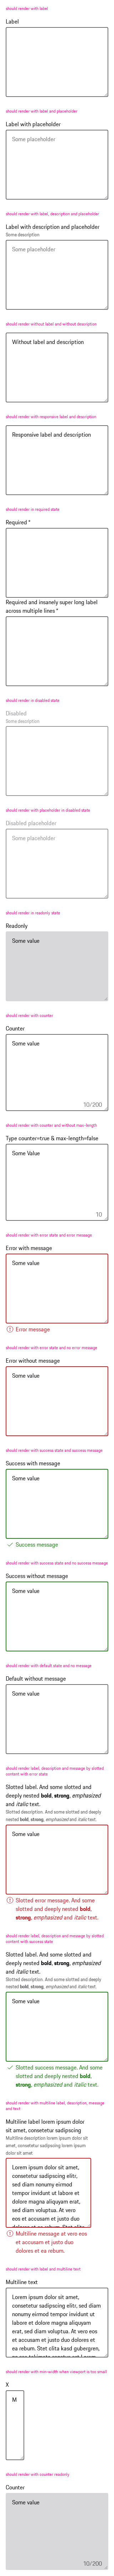 should render with label
Label
should render with label and placeholder
Label with placeholder
Some placeholder
should render with label, description and placeholder
Label with description and placeholder
Some description
Some placeholder
should render without label and without description
Without label and description
should render with responsive label and description
Responsive label and description
should render in required state
Required *
Required and insanely super long label
across multiple lines *
should render in disabled state
Disabled
Some description
should render with placeholder in disabled state
Disabled placeholder
Some placeholder
should render in readonly state
Readonly
Some value
should render with counter
Counter
Some value
10/200
should render with counter and without max-length
Type counter=true & max-length=false
Some Value
10
should render with error state and error message
Error with message
Some value
Error message
should render with error state and no error message
Error without message
Some value
should render with success state and success message
Success with message
Some value
Success message
should render with success state and no success message
Success without message
Some value
should render with default state and no message
Default without message
Some value
should render label, description and message by slotted
content with error state
Slotted label. And some slotted and
deeply nested bold, strong, emphasized
and italic text.
Slotted description. And some slotted and deeply
nested bold, strong, emphasized and italic text
Some value
Slotted error message. And some
slotted and deeply nested bold,
strong, emphasized and italic text.
should render label, description and message by slotted
content with success state
Slotted label. And some slotted and
deeply nested bold, strong, emphasized
and italic text.
Slotted description. And some slotted and deeply
nested bold, strong, emphasized and italic text
Some value
Slotted success message. And some
slotted and deeply nested bold,
strong, emphasized and italic text.
should render with multiline label, description, message
and text
Multiline label lorem ipsum dolor
sit amet, consetetur sadipscing
Multiline description lorem ipsum dolor sit
amet, consetetur sadipscing lorem ipsum
dolor sit amet
Lorem ipsum dolor sit amet,
consetetur sadipscing elitr,
sed diam nonumy eirmod
tempor invidunt ut labore et
dolore magna aliquyam erat,
sed diam voluptua. At vero
eos et accusam et justo duo
dolores et ea rebum. Stet clita kasd
Multiline message at vero eos
et accusam et justo duo
dolores et ea rebum.
should render with label and multiline text
Multiline text
Lorem ipsum dolor sit amet, consetetur
sadipscing elitr, sed diam nonumy
eirmod tempor invidunt ut labore et
dolore magna aliquyam erat, sed diam
voluptua. At vero eos et accusam et
justo duo dolores et ea rebum. Stet
clita kasd gubergren, no sea takimata
should render with min-width when viewport is too small
X
M
should render with counter readonly
Counter
Some value
10/200